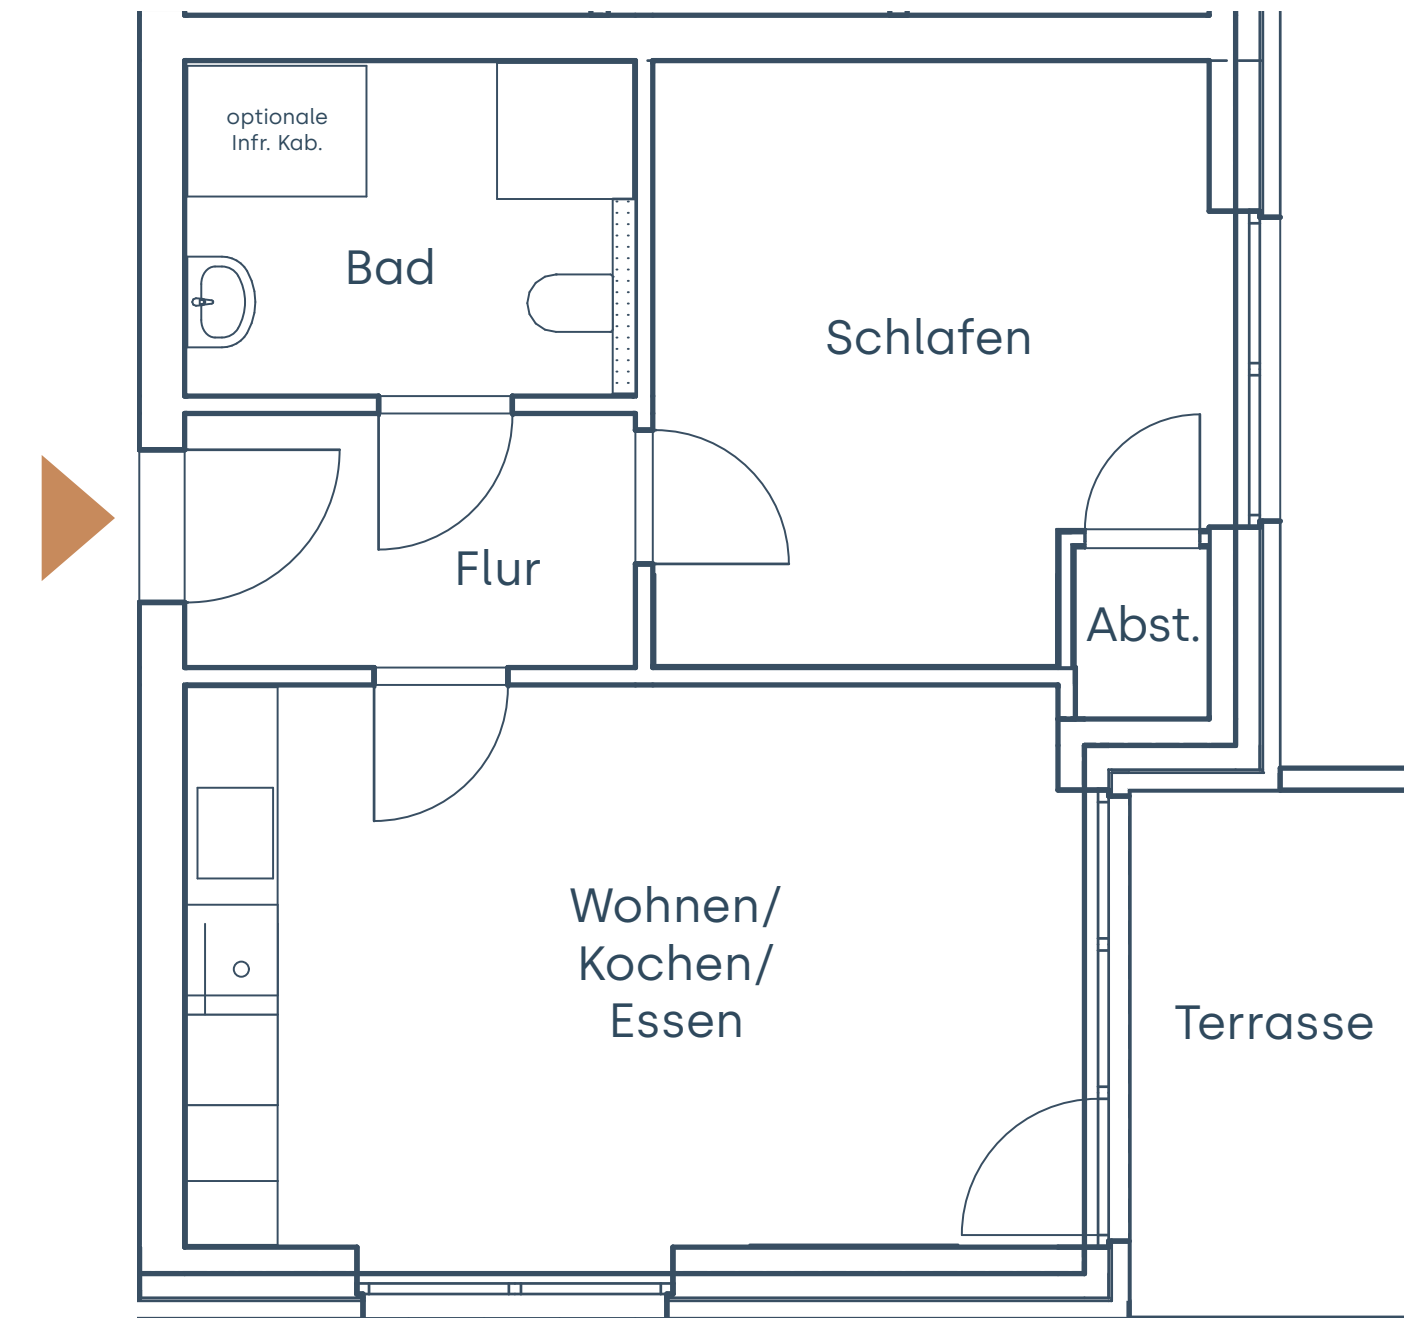 optionale
Infr. Kab.
Bad
Schlafen
Flur
Abst.
Wohnen/
Kochen/
Essen
Terrasse